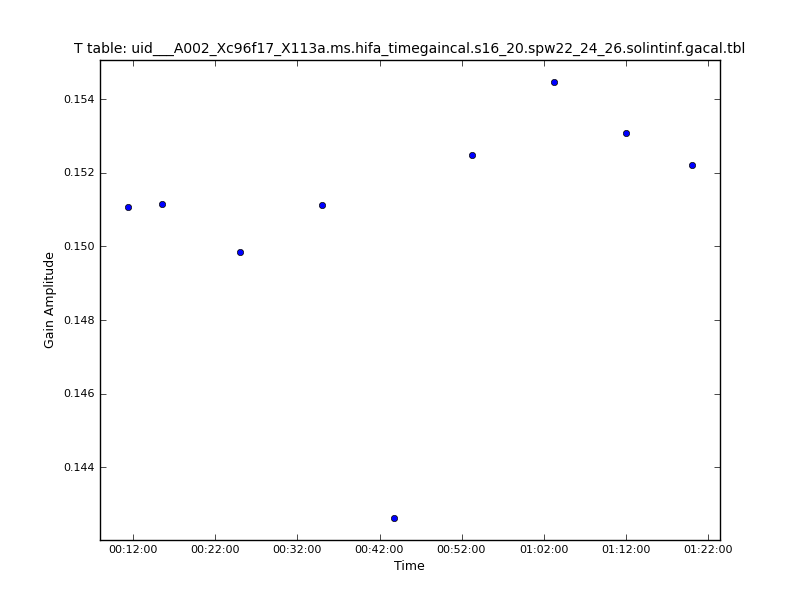 T table: uid___A002_Xc96f17_X113a.ms.hifa_timegaincal.s16_20.spw22_24_26.solintinf.gacal.tbl
0.154
0.152
0.150
0.148
0.146
0.144
Gain Amplitude
00:12:00 00:22:00 00:32:00 00:42:00 00:52:00 01:02:00 01:12:00 01:22:00
Time